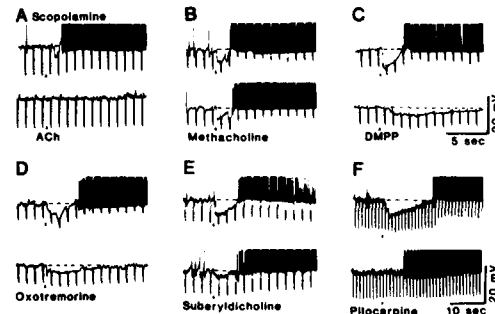 A Scopolamine
B
C
ACh
Methacholine
DMPP
5 sec
D
E
F
Oxotremorine
Suberyldicholine
Pilocarpine
10 sec
20 mV